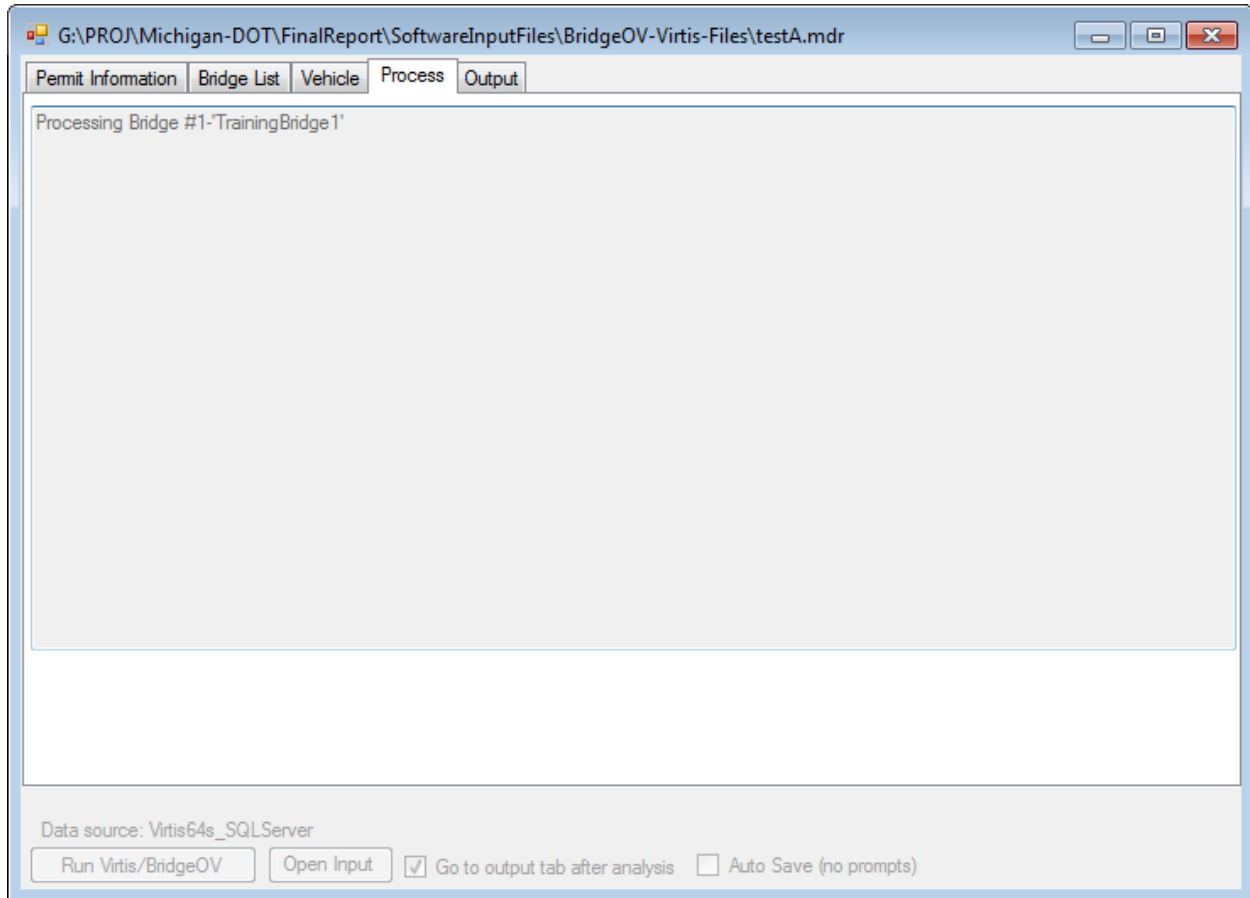 G:\PROJ\Michigan-DOT\FinalReport\SoftwareInputFiles\BridgeOV-Virtis-Files\testA.mdr
Permit Information Bridge List Vehicle Process Output
Processing Bridge #1-'TrainingBridge1'
Data source: Virtis64s_SQLServer
Run Virtis/BridgeOV Open Input Go to output tab after analysis Auto Save (no prompts)